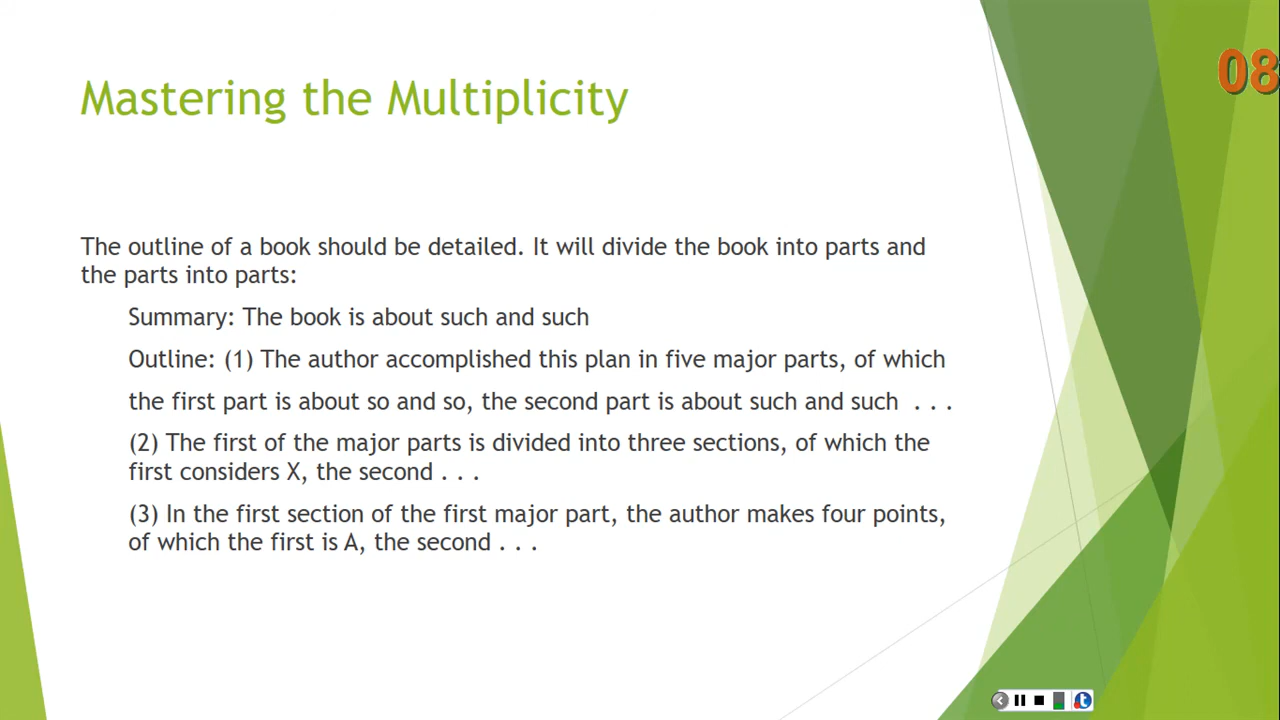 08
Mastering the Multiplicity
The outline of a book should be detailed. It will divide the book into parts and
the parts into parts:
Summary: The book is about such and such
Outline: (1) The author accomplished this plan in five major parts, of which
the first part is about so and so, the second part is about such and such . . .
(2) The first of the major parts is divided into three sections, of which the
first considers X, the second . . .
(3) In the first section of the first major part, the author makes four points,
of which the first is A, the second . . .
t